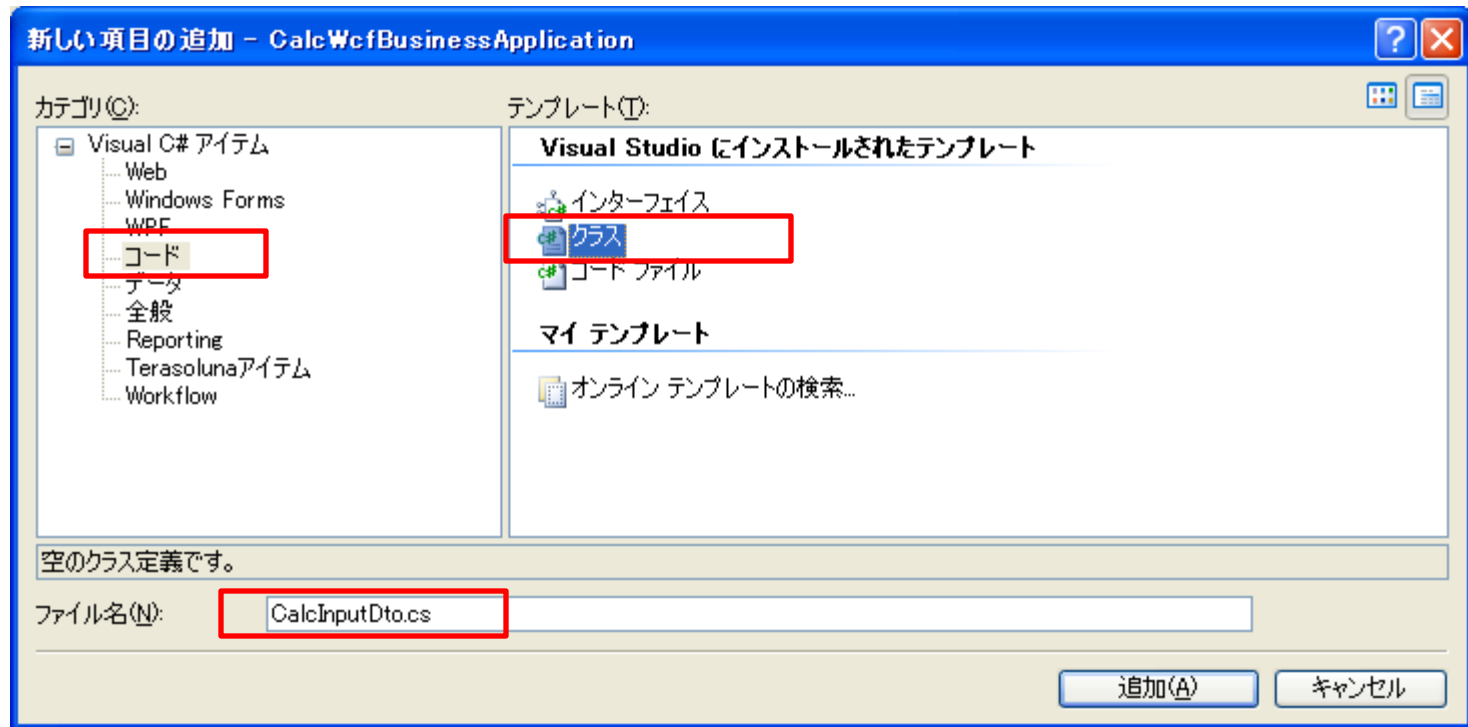 新しい項目の追加 - CalcWcfBusinessApplication
カテゴリ(C):
テンプレート(T):
Visual C# アイテム
Web
Windows Forms
WPF
コード
データ
全般
Reporting
Terasolunaアイテム
Workflow
Visual Studio にインストールされたテンプレート
インターフェイス
クラス
コード ファイル
マイ テンプレート
オンライン テンプレートの検索...
空のクラス定義です。
ファイル名(N):
CalcInputDto.cs
追加(A)
キャンセル